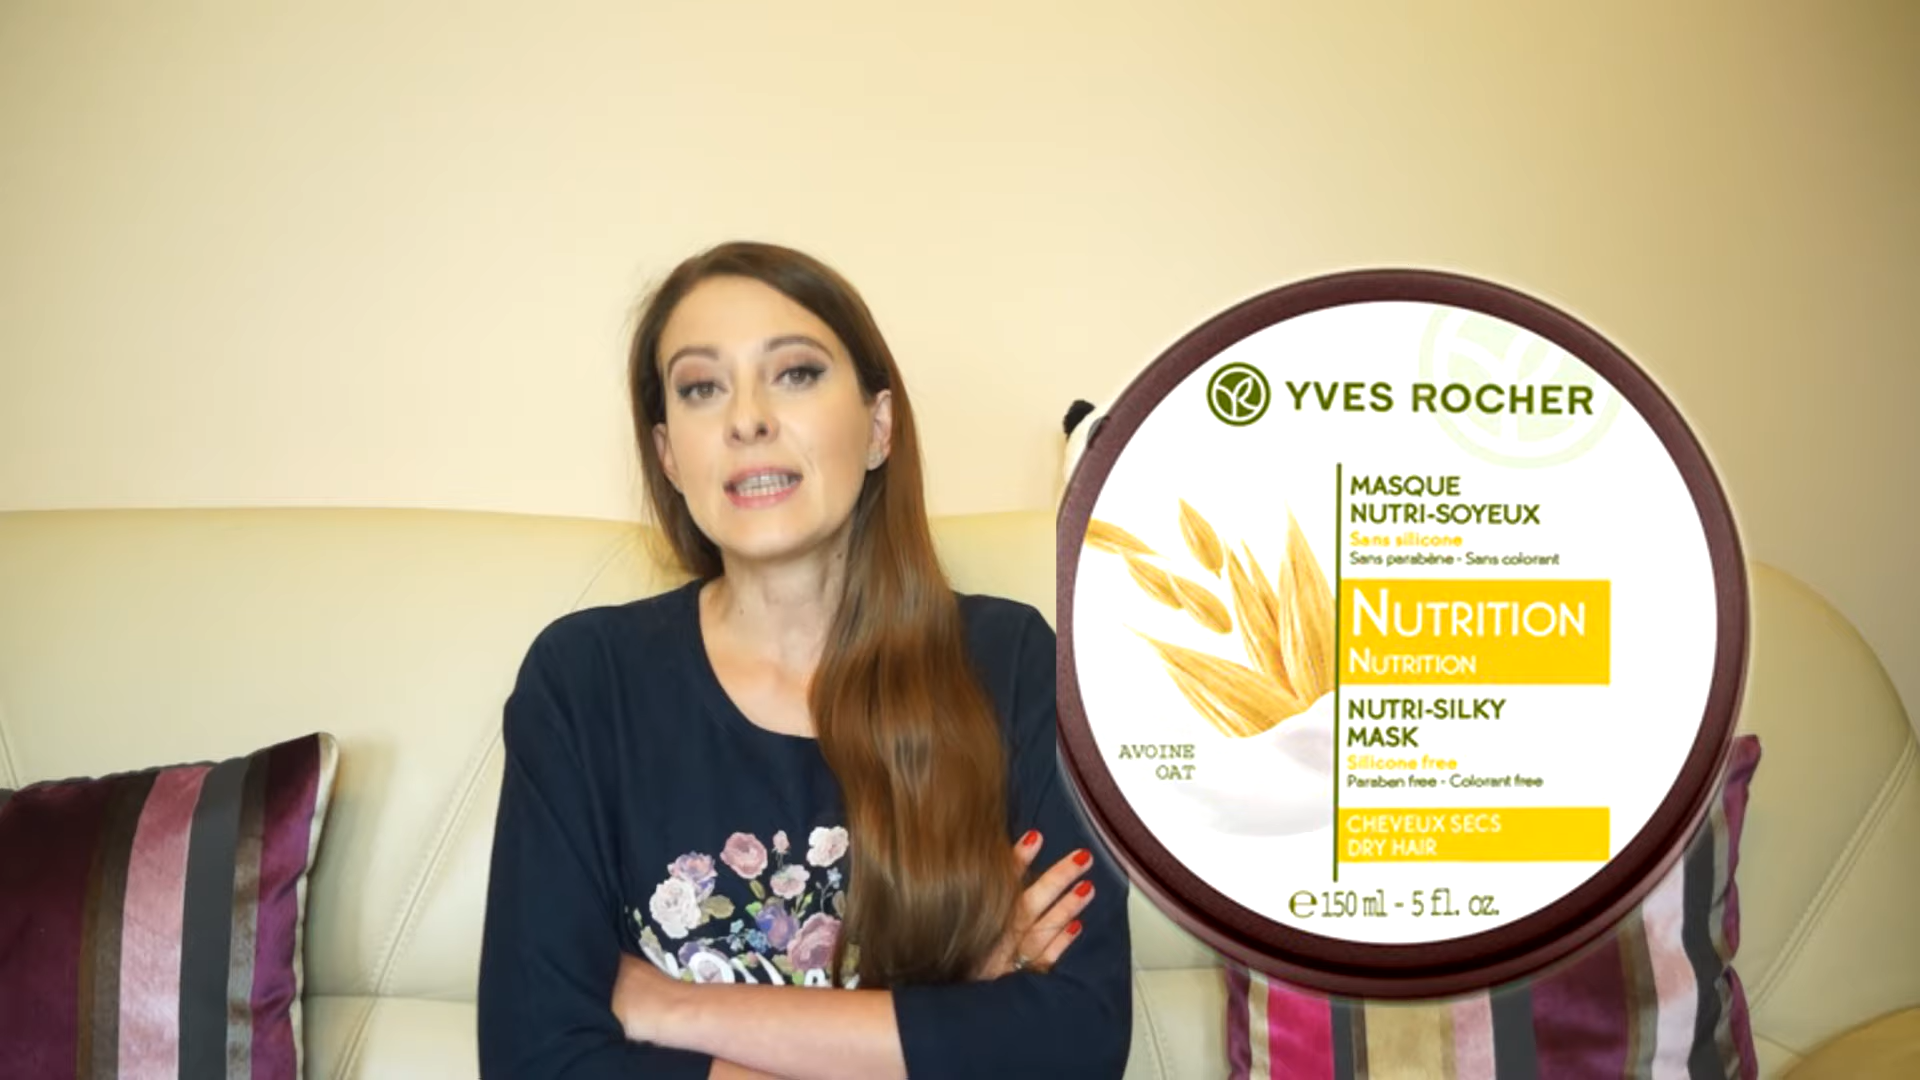 YVES ROCHER
MASQUE
NUTRI-SOYEUX
Sans silicone
Sans parabène - Sans colorant
NUTRITION
NUTRITION
NUTRI-SILKY
MASK
Silicone free
Paraben free - Colorant free
AVOINE
OAT
CHEVEUX SECS
DRY HAIR
℮ 150 ml - 5 fl. oz.